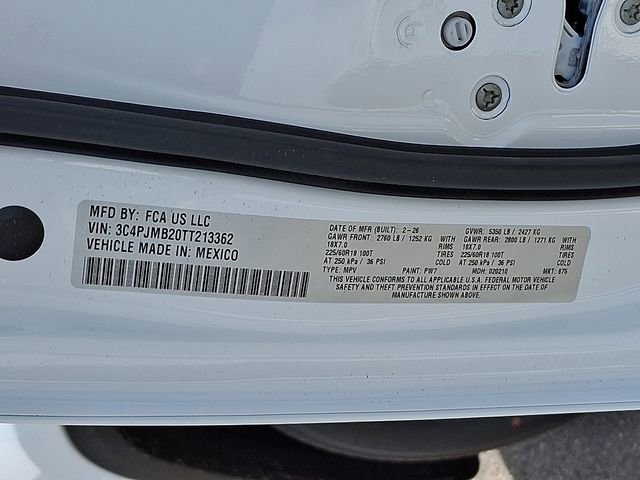 MFD BY: FCA US LLC
VIN: 3C4PJMB20TT213362
VEHICLE MADE IN: MEXICO
DATE OF MFR (BUILT): 2-26 GVWR: 5350 LB / 2427 KG
GAWR FRONT: 2760 LB / 1252 KG WITH GAWR REAR: 2800 LB / 1271 KG WITH
18X7.0 RIMS 18X7.0 RIMS
225/60R18 100T TIRES 225/60R18 100T TIRES
AT 250 kPa / 36 PSI COLD AT 250 kPa / 36 PSI COLD
TYPE: MPV PAINT: PW7 MDH: 020210 MKT: 875
THIS VEHICLE CONFORMS TO ALL APPLICABLE U.S.A. FEDERAL MOTOR VEHICLE
SAFETY AND THEFT PREVENTION STANDARDS IN EFFECT ON THE DATE OF
MANUFACTURE SHOWN ABOVE.